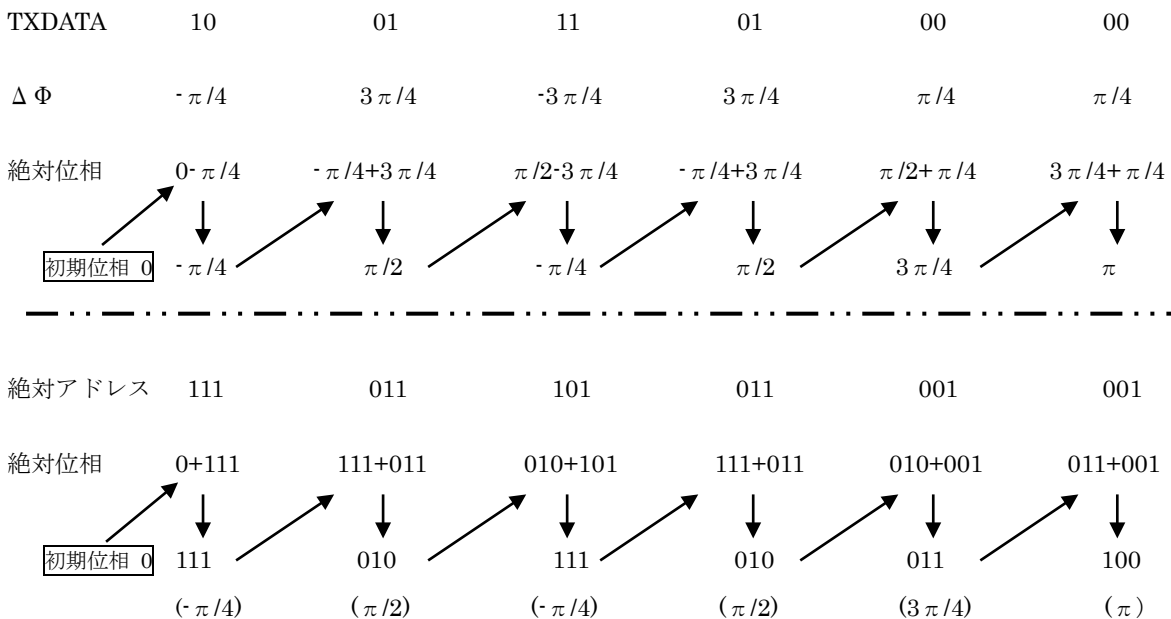 TXDATA 10 01 11 01 00 00
ΔΦ -π/4 3π/4 -3π/4 3π/4 π/4 π/4
絶対位相 0-π/4 -π/4+3π/4 π/2-3π/4 -π/4+3π/4 π/2+π/4 3π/4+π/4
初期位相 0 -π/4 π/2 -π/4 π/2 3π/4 π
絶対アドレス 111 011 101 011 001 001
絶対位相 0+111 111+011 010+101 111+011 010+001 011+001
初期位相 0 111 010 111 010 011 100
(-π/4) (π/2) (-π/4) (π/2) (3π/4) (π)